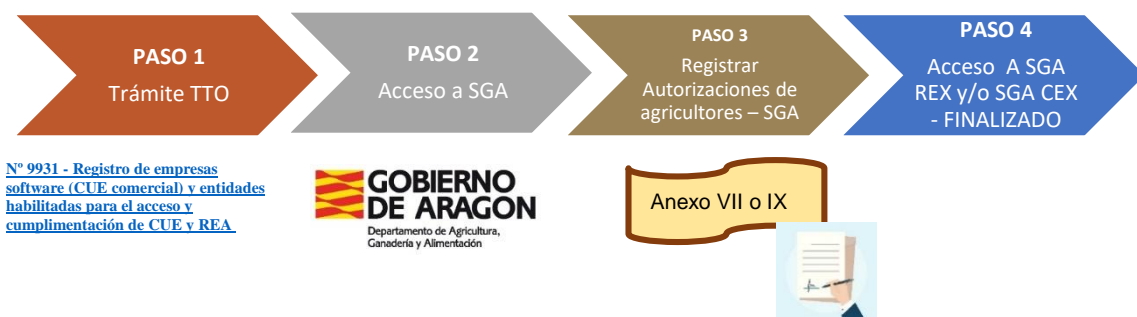 PASO 1
Trámite TTO
PASO 2
Acceso a SGA
PASO 3
Registrar
Autorizaciones de
agricultores – SGA
PASO 4
Acceso A SGA
REX y/o SGA CEX
- FINALIZADO
Nº 9931 - Registro de empresas
software (CUE comercial) y entidades
habilitadas para el acceso y
cumplimentación de CUE y REA
GOBIERNO
DE ARAGON
Departamento de Agricultura,
Ganadería y Alimentación
Anexo VII o IX